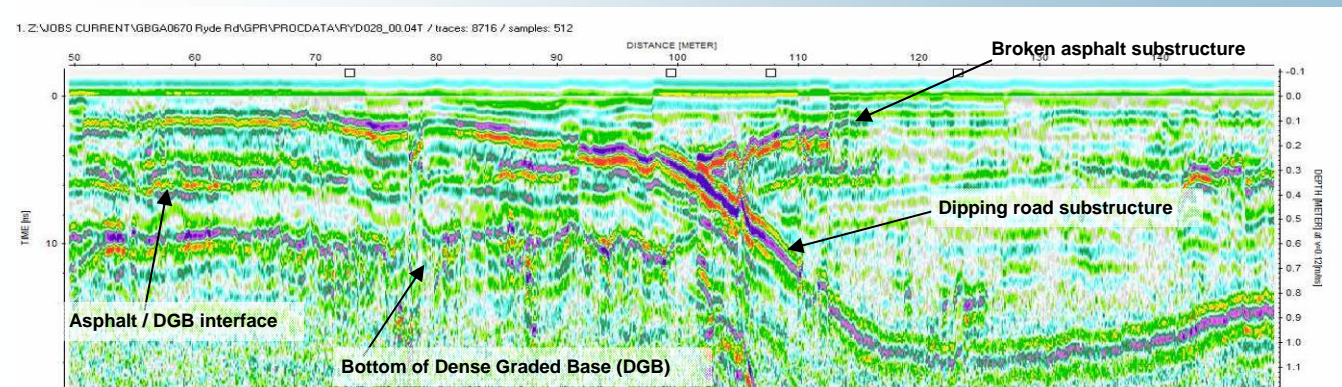 1. Z:\JOBS CURRENT\GBGA0670 Ryde Rd\GPR\PROCDATA\RYD028_00.04T / traces: 8716 / samples: 512
DISTANCE [METER]
Broken asphalt substructure
50 60 70 80 90 100 110 120 130 140
-0.1
0 0.0
0.1
0.2
0.3
0.4
Dipping road substructure
0.5
10 0.6
0.7
0.8
Asphalt / DGB interface
0.9
1.0
Bottom of Dense Graded Base (DGB)
1.1
TIME [ns]
DEPTH [METER] at v=0.12[m/ns]